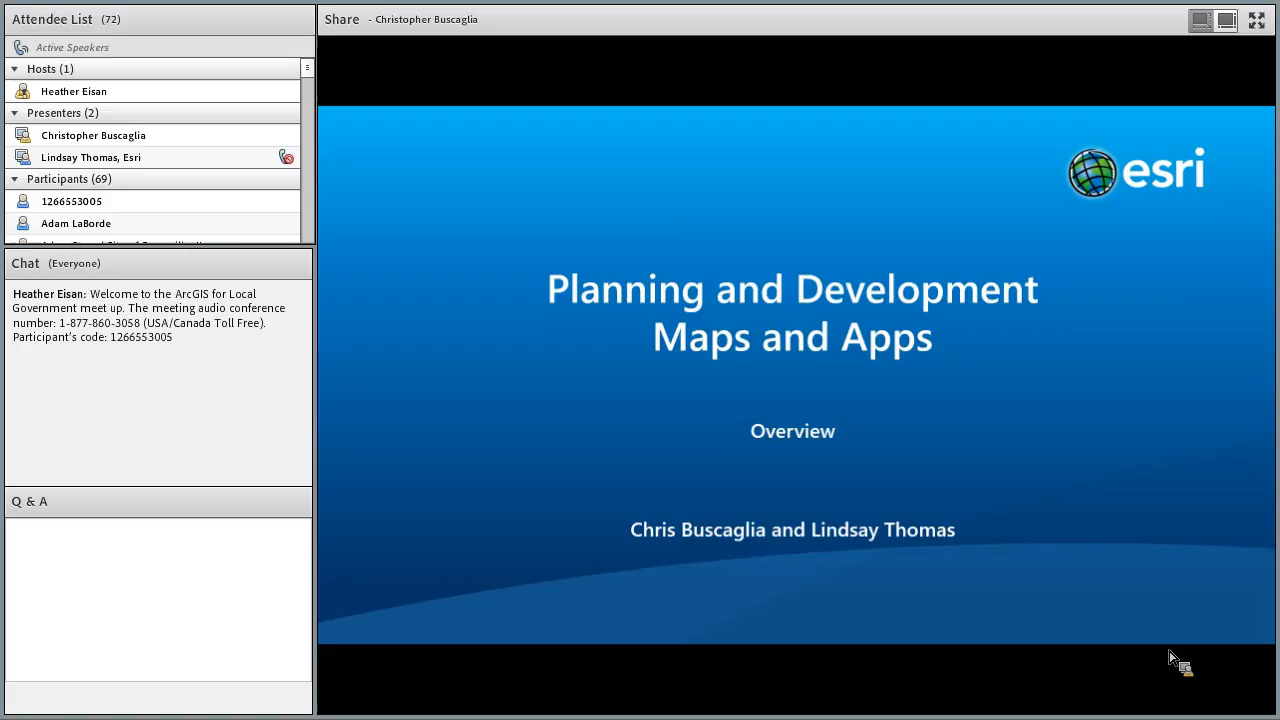 Attendee List (72)
Active Speakers
Hosts (1)
Heather Eisan
Presenters (2)
Christopher Buscaglia
Lindsay Thomas, Esri
Participants (69)
1266553005
Adam LaBorde
Chat (Everyone)
Heather Eisan: Welcome to the ArcGIS for Local
Government meet up. The meeting audio conference
number: 1-877-860-3058 (USA/Canada Toll Free).
Participant's code: 1266553005
Q & A
Share - Christopher Buscaglia
esri
Planning and Development
Maps and Apps
Overview
Chris Buscaglia and Lindsay Thomas